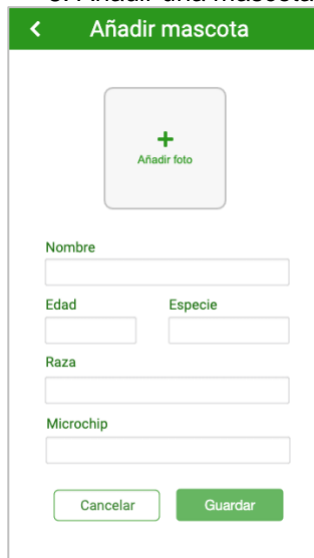 Añadir mascota
+
Añadir foto
Nombre
Edad Especie
Raza
Microchip
Cancelar Guardar